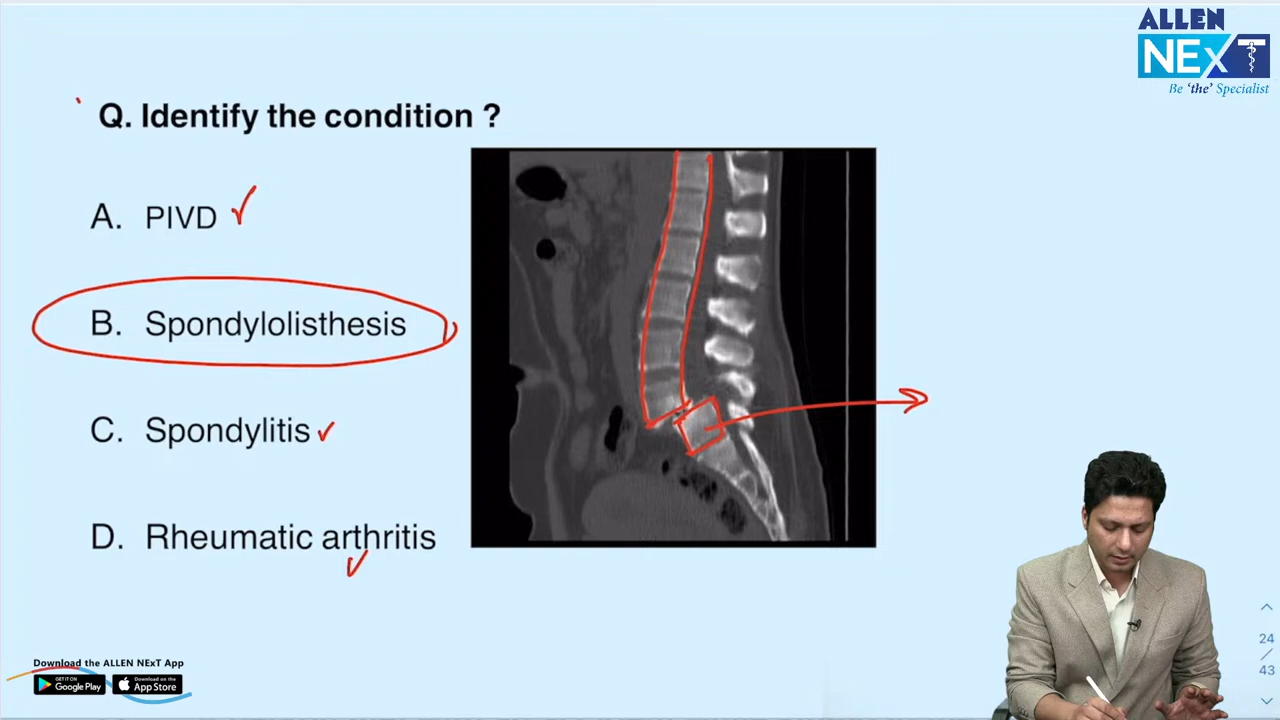 ALLEN
NExT
Be 'the' Specialist
Q. Identify the condition ?
A. PIVD
B. Spondylolisthesis
C. Spondylitis
D. Rheumatic arthritis
Download the ALLEN NExT App
GET IT ON
Google Play
Download on the
App Store
24
/
43